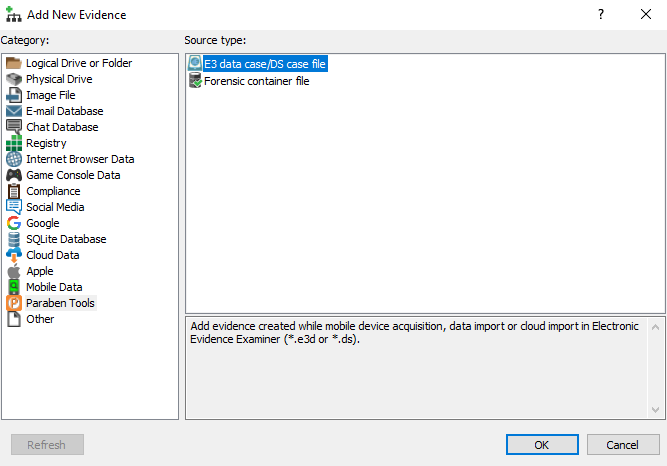 Add New Evidence
?
Category:
Source type:
Logical Drive or Folder
Physical Drive
Image File
E-mail Database
Chat Database
Registry
Internet Browser Data
Game Console Data
Compliance
Social Media
Google
SQLite Database
Cloud Data
Apple
Mobile Data
Paraben Tools
Other
E3 data case/DS case file
Forensic container file
Add evidence created while mobile device acquisition, data import or cloud import in Electronic
Evidence Examiner (*.e3d or *.ds).
Refresh
OK
Cancel